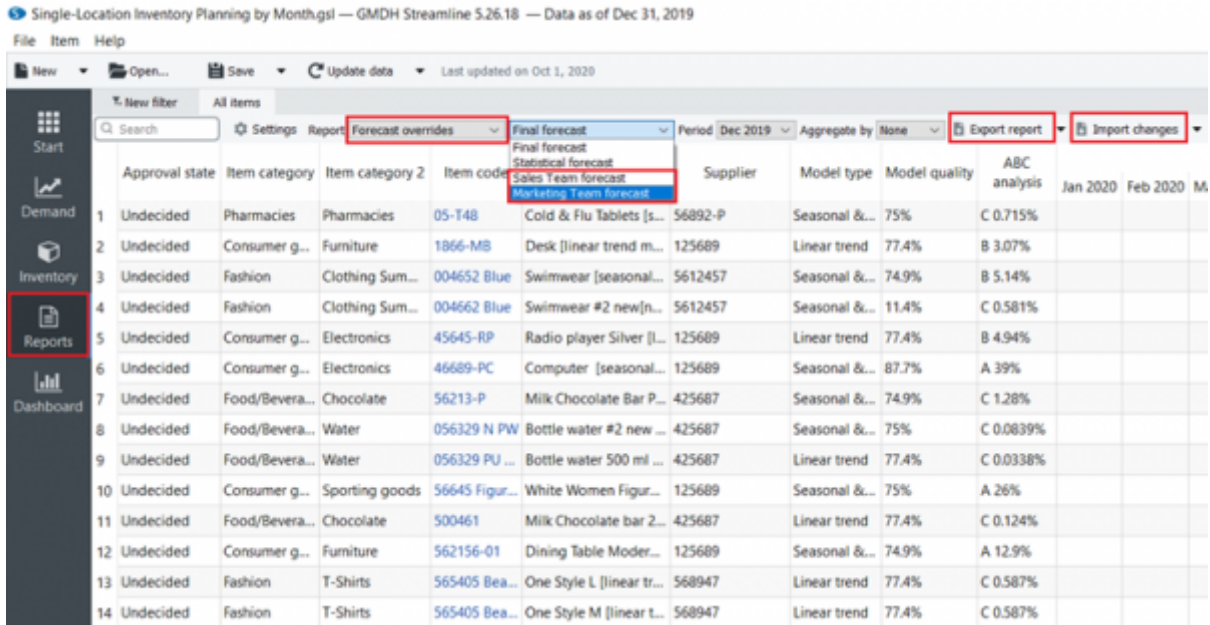 Single-Location Inventory Planning by Month.gsl — GMDH Streamline 5.26.18 — Data as of Dec 31, 2019
File Item Help
New Open... Save Update data Last updated on Oct 1, 2020
New filter All items
Search Settings Report Forecast overrides Final forecast Period Dec 2019 Aggregate by None Export report Import changes
Final forecast
Statistical forecast
Sales Team forecast
Marketing Team forecast
Start
Demand
Inventory
Reports
Dashboard
Approval state Item category Item category 2 Item code Supplier Model type Model quality ABC analysis Jan 2020 Feb 2020
1 Undecided Pharmacies Pharmacies 05-T48 Cold & Flu Tablets [s... 56892-P Seasonal &... 75% C 0.715%
2 Undecided Consumer g... Furniture 1866-MB Desk [linear trend m... 125689 Linear trend 77.4% B 3.07%
3 Undecided Fashion Clothing Sum... 004652 Blue Swimwear [seasonal... 5612457 Seasonal &... 74.9% B 5.14%
4 Undecided Fashion Clothing Sum... 004662 Blue Swimwear #2 new[n... 5612457 Seasonal &... 11.4% C 0.581%
5 Undecided Consumer g... Electronics 45645-RP Radio player Silver [l... 125689 Linear trend 77.4% B 4.94%
6 Undecided Consumer g... Electronics 46689-PC Computer [seasonal... 125689 Seasonal &... 87.7% A 39%
7 Undecided Food/Bevera... Chocolate 56213-P Milk Chocolate Bar P... 425687 Seasonal &... 74.9% C 1.28%
8 Undecided Food/Bevera... Water 056329 N PW Bottle water #2 new ... 425687 Seasonal &... 75% C 0.0839%
9 Undecided Food/Bevera... Water 056329 PU ... Bottle water 500 ml ... 425687 Linear trend 77.4% C 0.0338%
10 Undecided Consumer g... Sporting goods 56645 Figur... White Women Figur... 125689 Seasonal &... 75% A 26%
11 Undecided Food/Bevera... Chocolate 500461 Milk Chocolate bar 2... 425687 Linear trend 77.4% C 0.124%
12 Undecided Consumer g... Furniture 562156-01 Dining Table Moder... 125689 Seasonal &... 74.9% A 12.9%
13 Undecided Fashion T-Shirts 565405 Bea... One Style L [linear tr... 568947 Linear trend 77.4% C 0.587%
14 Undecided Fashion T-Shirts 565405 Bea... One Style M [linear t... 568947 Linear trend 77.4% C 0.587%